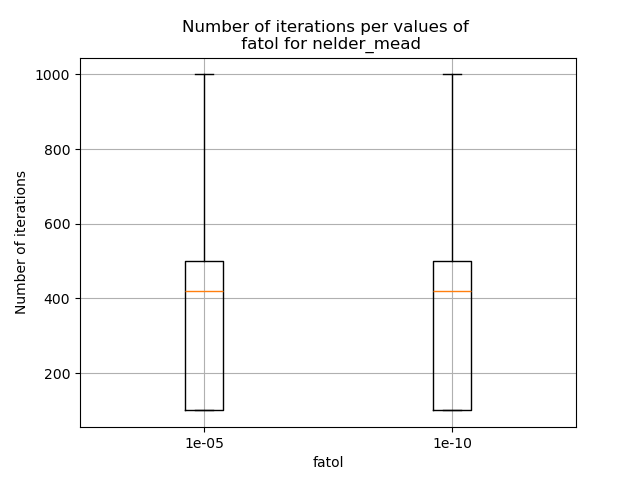 Number of iterations per values of
fatol for nelder_mead
1000
800
600
400
200
Number of iterations
1e-05
1e-10
fatol